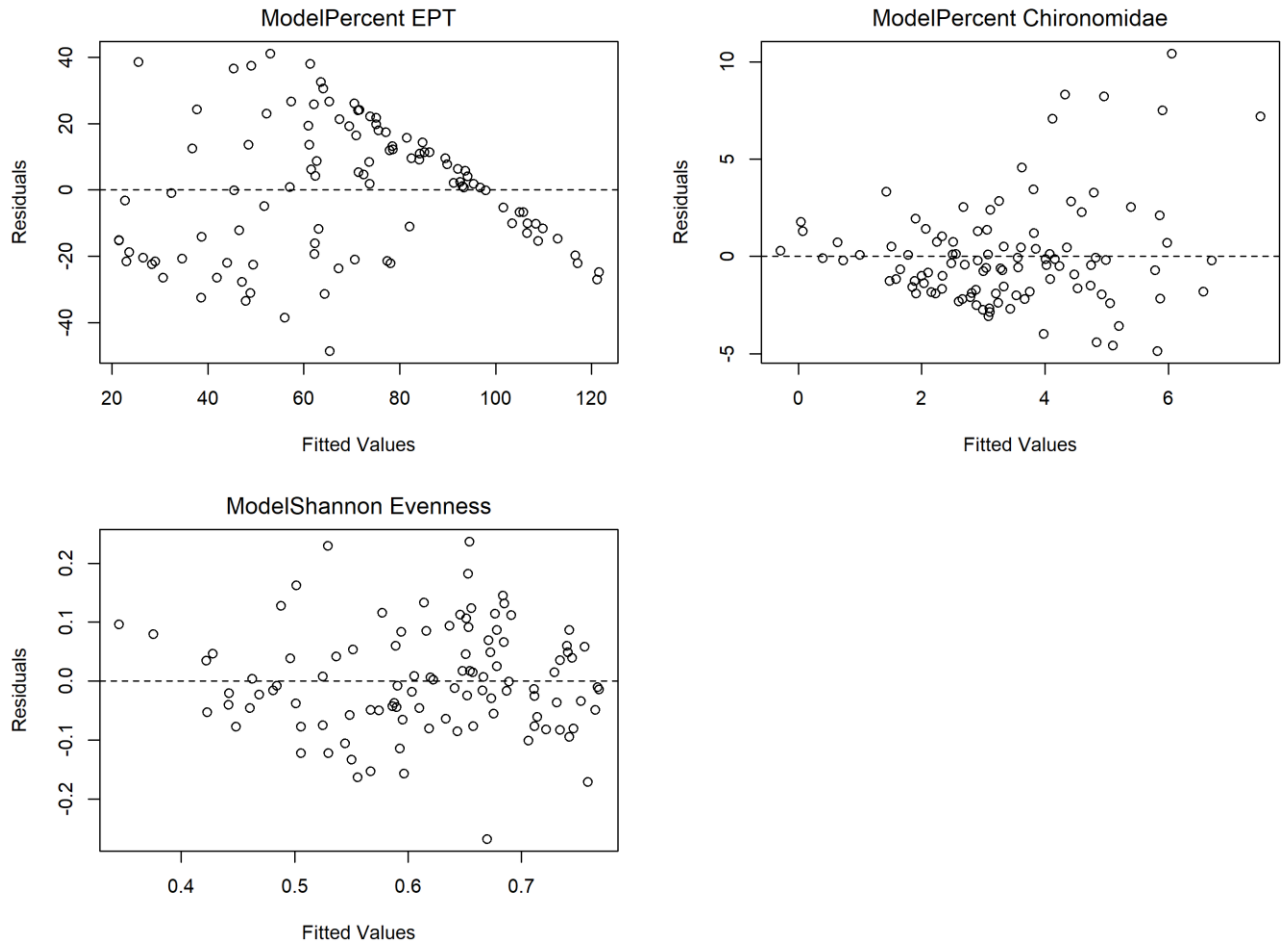 ModelPercent EPT
40
20
0
-20
-40
Residuals
20 40 60 80 100 120
Fitted Values
ModelPercent Chironomidae
10
5
0
-5
Residuals
0 2 4 6
Fitted Values
ModelShannon Evenness
0.2
0.1
0.0
-0.1
-0.2
Residuals
0.4 0.5 0.6 0.7
Fitted Values